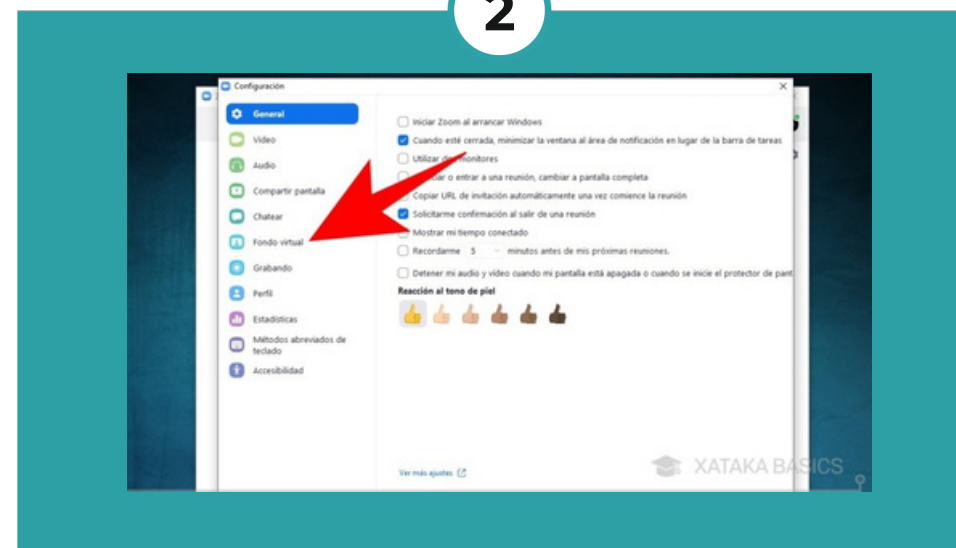 2
Configuración
General
Video
Audio
Compartir pantalla
Chatear
Fondo virtual
Grabando
Perfil
Estadísticas
Métodos abreviados de
teclado
Accesibilidad
Iniciar Zoom al arrancar Windows
Cuando esté cerrada, minimizar la ventana al área de notificación en lugar de la barra de tareas
Utilizar monitores
o entrar a una reunión, cambiar a pantalla completa
Copiar URL de invitación automáticamente una vez comience la reunión
Solicitarme confirmación al salir de una reunión
Mostrar mi tiempo conectado
Recordarme 5 minutos antes de mis próximas reuniones.
Detener mi audio y vídeo cuando mi pantalla está apagada o cuando se inicie el protector de pant
Reacción al tono de piel
Ver más ajustes
XATAKA BASICS